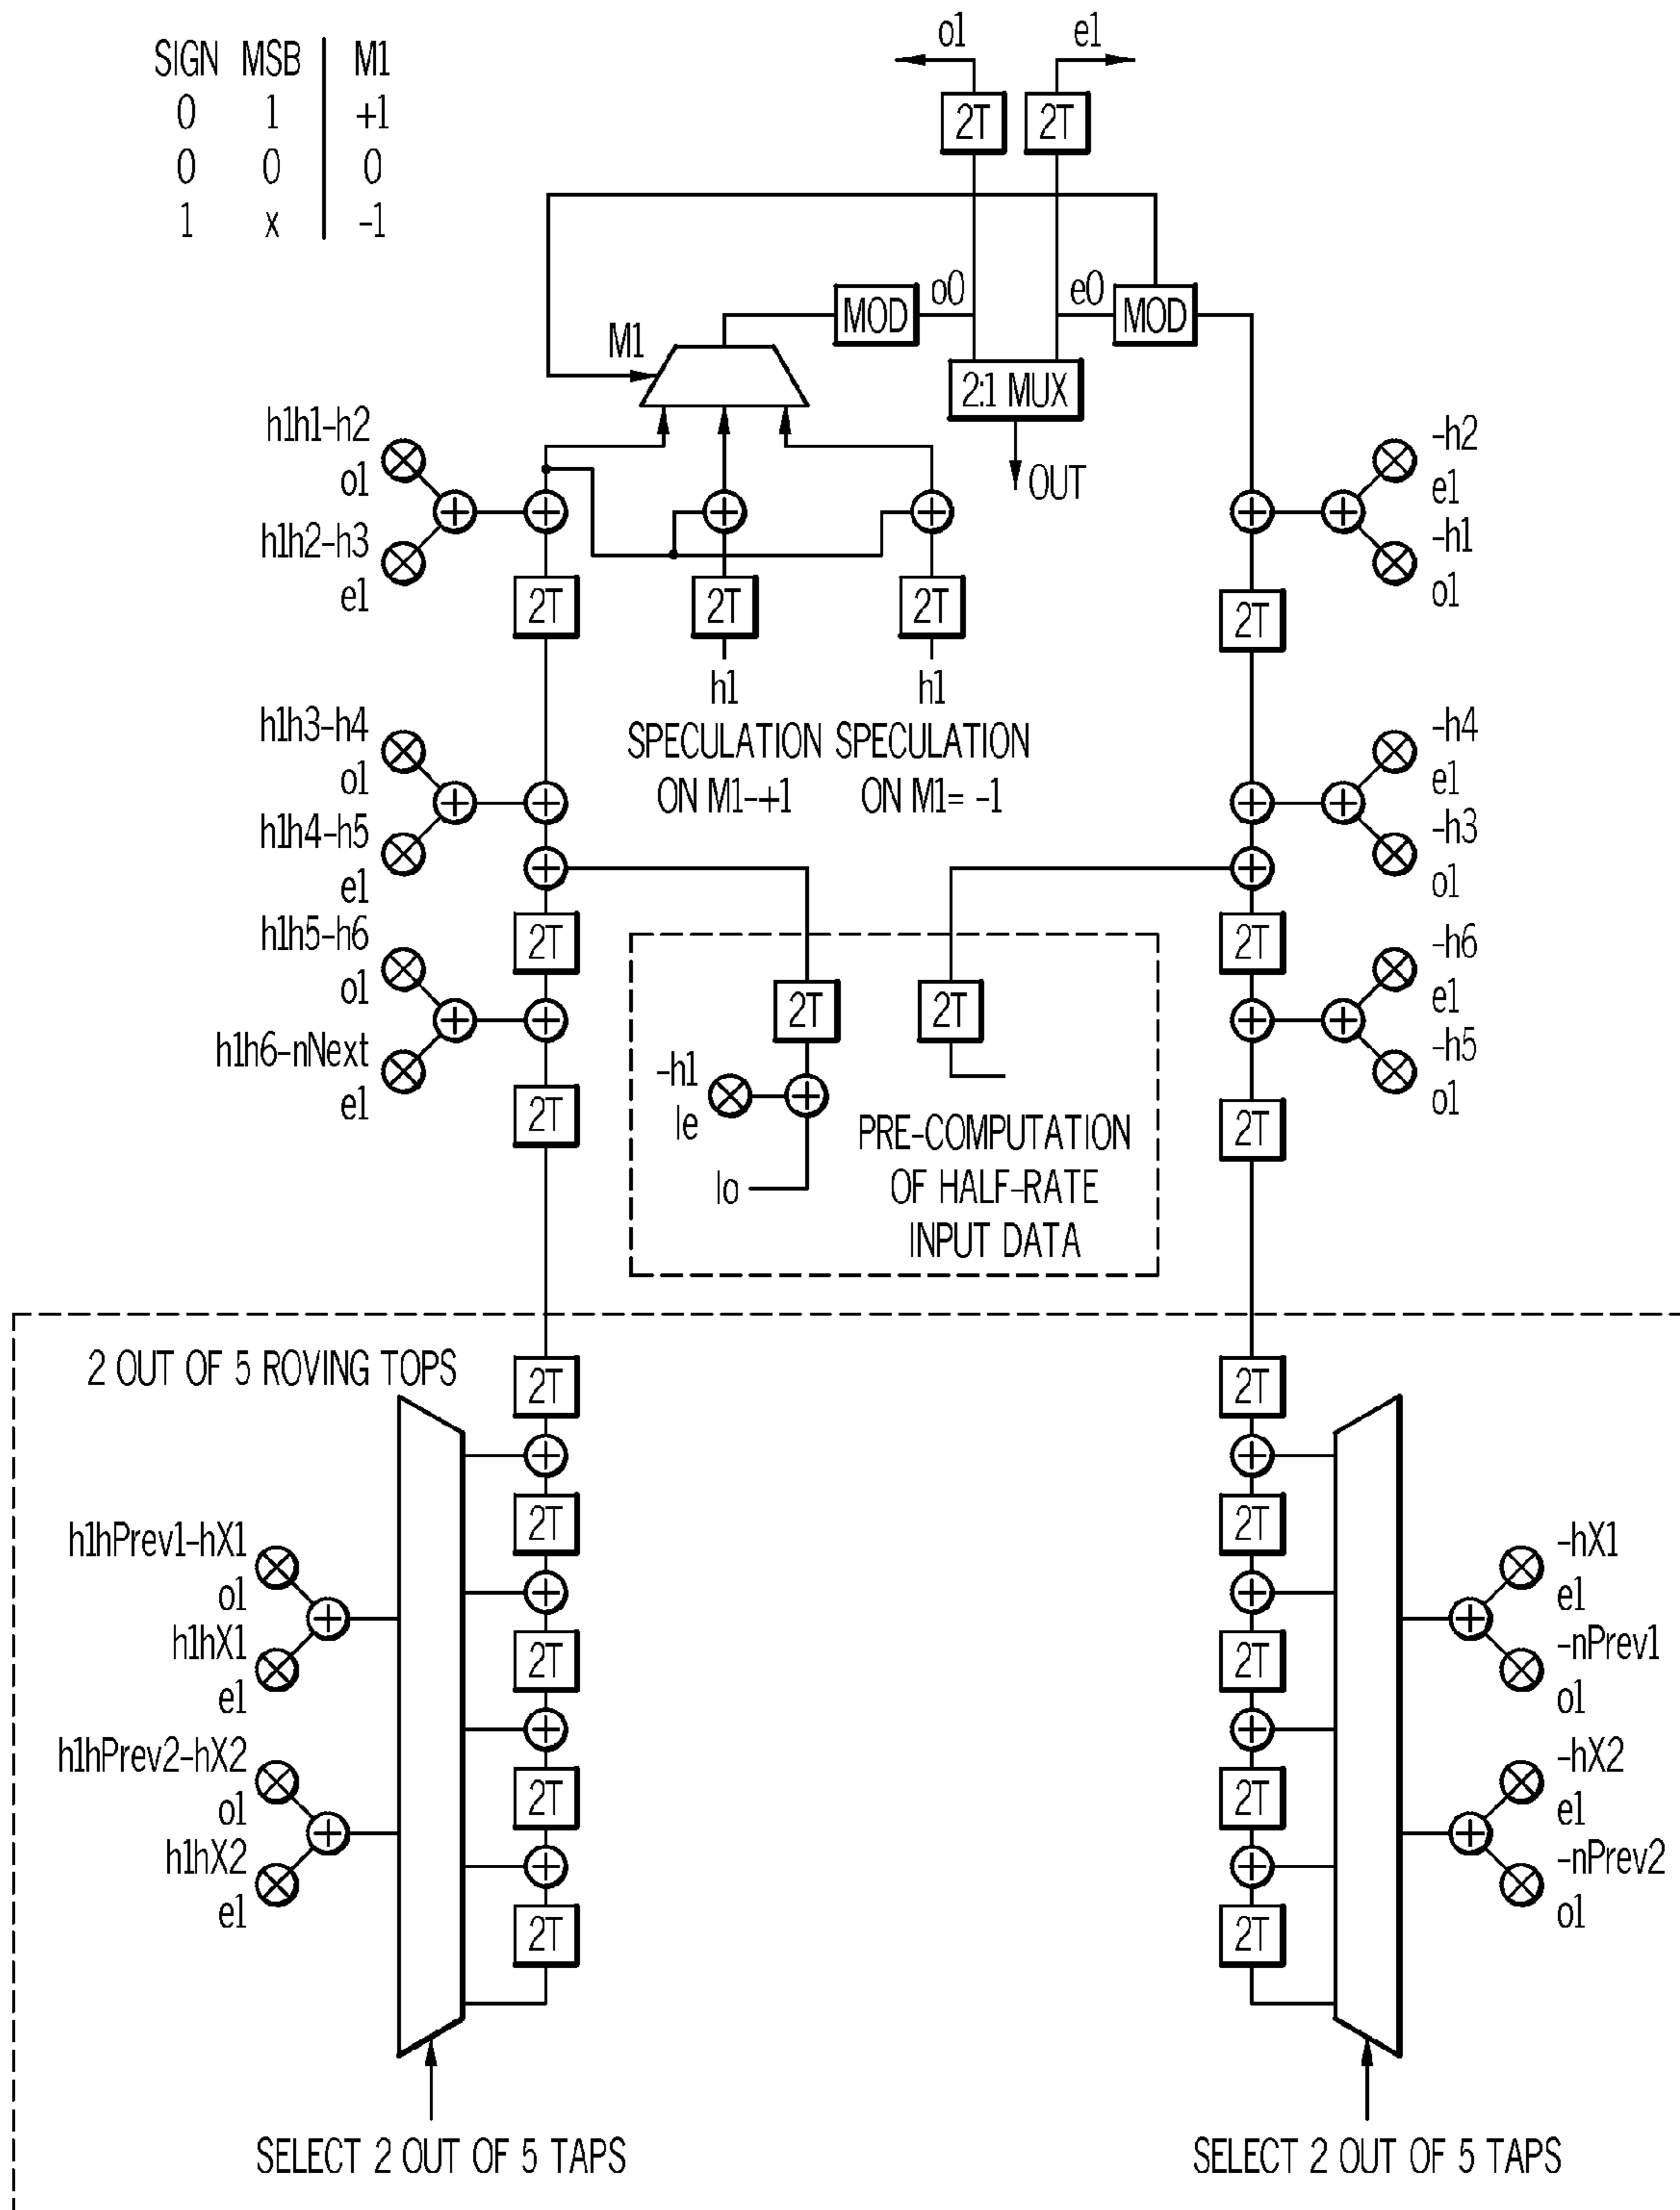 SIGN MSB M1
0 1 +1
0 0 0
1 x -1
o1
e1
2T
2T
MOD
o0
e0
MOD
M1
2:1 MUX
OUT
h1h1-h2
o1
h1h2-h3
e1
-h2
e1
-h1
o1
2T
2T
2T
2T
h1
h1
SPECULATION
ON M1-+1
SPECULATION
ON M1= -1
h1h3-h4
o1
h1h4-h5
e1
-h4
e1
-h3
o1
2T
2T
h1h5-h6
o1
h1h6-nNext
e1
-h6
e1
-h5
o1
2T
2T
2T
2T
-h1
Ie
Io
PRE-COMPUTATION
OF HALF-RATE
INPUT DATA
2 OUT OF 5 ROVING TOPS
2T
2T
2T
2T
2T
2T
2T
2T
2T
2T
h1hPrev1-hX1
o1
h1hX1
e1
h1hPrev2-hX2
o1
h1hX2
e1
-hX1
e1
-nPrev1
o1
-hX2
e1
-nPrev2
o1
SELECT 2 OUT OF 5 TAPS
SELECT 2 OUT OF 5 TAPS